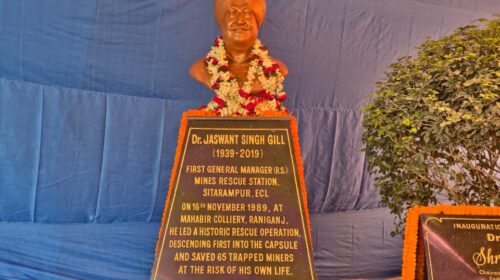 Dr. JASWANT SINGH GILL
(1939-2019)
FIRST GENERAL MANAGER (R.S.)
MINES RESCUE STATION,
SITARAMPUR, ECL
ON 16TH NOVEMBER 1989, AT
MAHABIR COLLIERY, RANIGANJ,
HE LED A HISTORIC RESCUE OPERATION,
DESCENDING FIRST INTO THE CAPSULE
AND SAVED 65 TRAPPED MINERS
AT THE RISK OF HIS OWN LIFE.
INAUGURATION
Dr